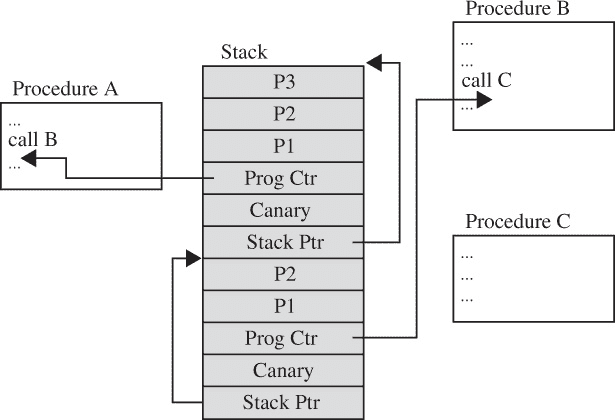 Procedure A
...
call B
...
Stack
P3
P2
P1
Prog Ctr
Canary
Stack Ptr
P2
P1
Prog Ctr
Canary
Stack Ptr
Procedure B
...
...
call C
...
Procedure C
...
...
...